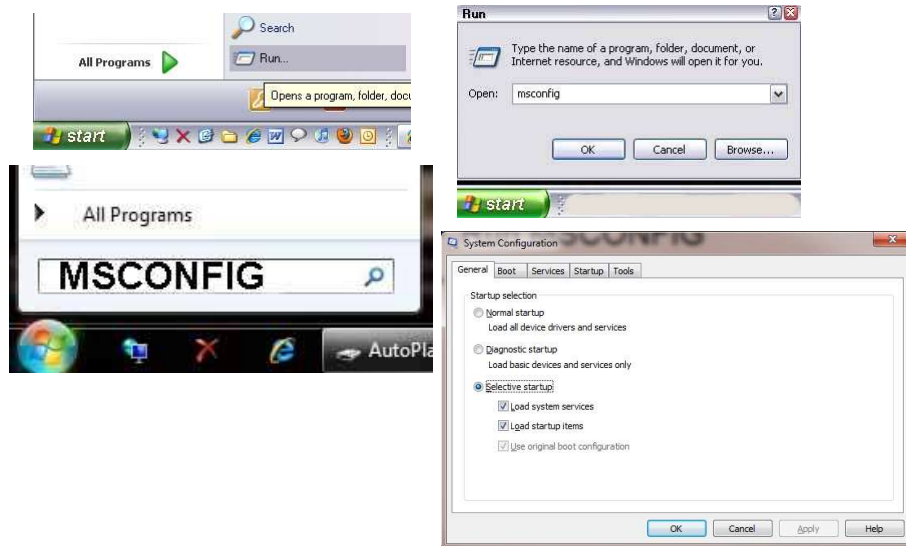 Search
All Programs
Run...
Opens a program, folder, docu
start
Run
Type the name of a program, folder, document, or
Internet resource, and Windows will open it for you.
Open: msconfig
OK Cancel Browse...
start
All Programs
MSCONFIG
AutoPla
System Configuration
General Boot Services Startup Tools
Startup selection
Normal startup
Load all device drivers and services
Diagnostic startup
Load basic devices and services only
Selective startup
Load system services
Load startup items
Use original boot configuration
OK Cancel Apply Help